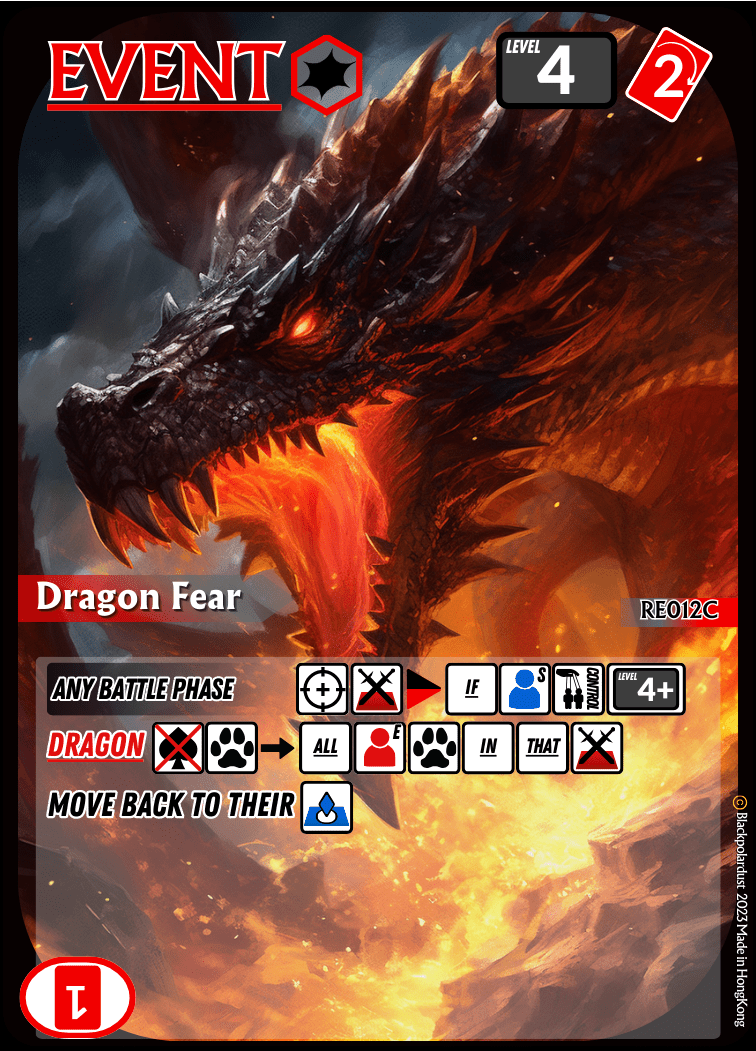 EVENT
LEVEL 4
2
Dragon Fear
RE012C
ANY BATTLE PHASE IF S CONTROL LEVEL 4+
DRAGON ALL E IN THAT
MOVE BACK TO THEIR
1
© Blackpolardust 2023 Made in HongKong